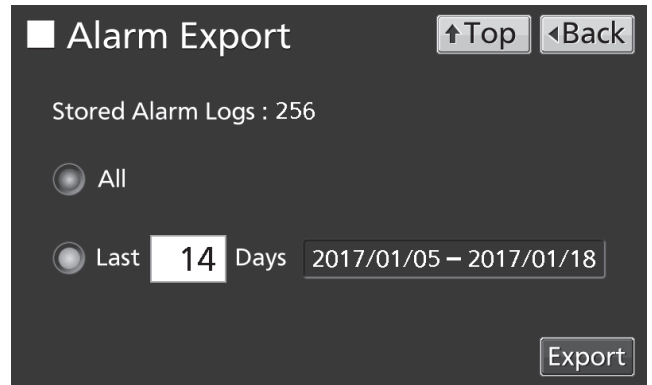 Alarm Export
Top
Back
Stored Alarm Logs : 256
All
Last 14 Days 2017/01/05 – 2017/01/18
Export